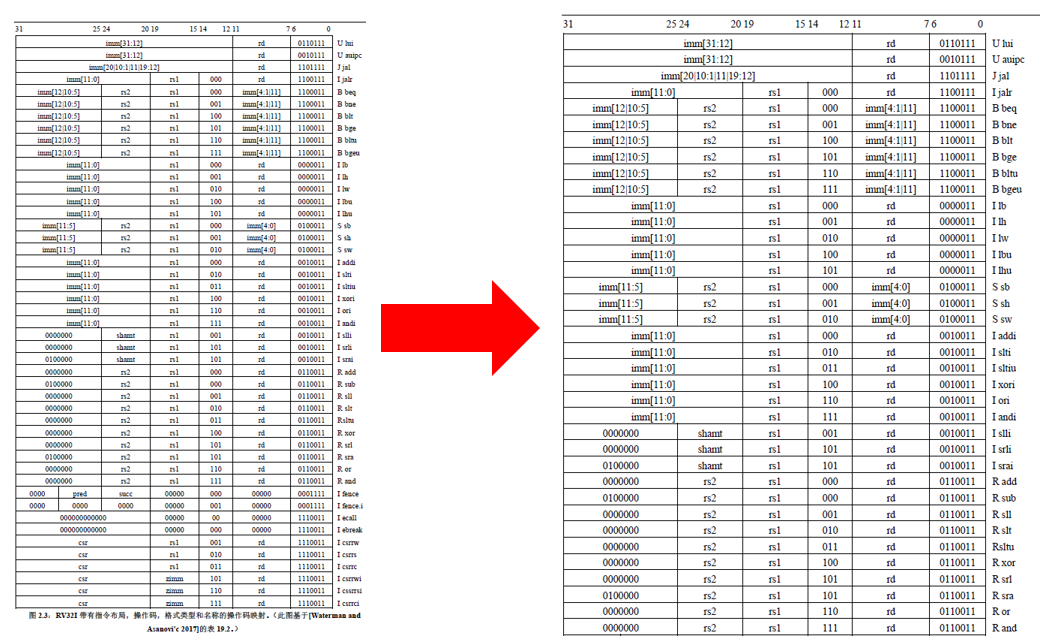 31 25 24 20 19 15 14 12 11 7 6 0
imm[31:12] rd 0110111 U lui
imm[31:12] rd 0010111 U auipc
imm[20|10:1|11|19:12] rd 1101111 J jal
imm[11:0] rs1 000 rd 1100111 I jalr
imm[12|10:5] rs2 rs1 000 imm[4:1|11] 1100011 B beq
imm[12|10:5] rs2 rs1 001 imm[4:1|11] 1100011 B bne
imm[12|10:5] rs2 rs1 100 imm[4:1|11] 1100011 B blt
imm[12|10:5] rs2 rs1 101 imm[4:1|11] 1100011 B bge
imm[12|10:5] rs2 rs1 110 imm[4:1|11] 1100011 B bltu
imm[12|10:5] rs2 rs1 111 imm[4:1|11] 1100011 B bgeu
imm[11:0] rs1 000 rd 0000011 I lb
imm[11:0] rs1 001 rd 0000011 I lh
imm[11:0] rs1 010 rd 0000011 I lw
imm[11:0] rs1 100 rd 0000011 I lbu
imm[11:0] rs1 101 rd 0000011 I lhu
imm[11:5] rs2 rs1 000 imm[4:0] 0100011 S sb
imm[11:5] rs2 rs1 001 imm[4:0] 0100011 S sh
imm[11:5] rs2 rs1 010 imm[4:0] 0100011 S sw
imm[11:0] rs1 000 rd 0010011 I addi
imm[11:0] rs1 010 rd 0010011 I slti
imm[11:0] rs1 011 rd 0010011 I sltiu
imm[11:0] rs1 100 rd 0010011 I xori
imm[11:0] rs1 110 rd 0010011 I ori
imm[11:0] rs1 111 rd 0010011 I andi
0000000 shamt rs1 001 rd 0010011 I slli
0000000 shamt rs1 101 rd 0010011 I srli
0100000 shamt rs1 101 rd 0010011 I srai
0000000 rs2 rs1 000 rd 0110011 R add
0100000 rs2 rs1 000 rd 0110011 R sub
0000000 rs2 rs1 001 rd 0110011 R sll
0000000 rs2 rs1 010 rd 0110011 R slt
0000000 rs2 rs1 011 rd 0110011 Rsltu
0000000 rs2 rs1 100 rd 0110011 R xor
0000000 rs2 rs1 101 rd 0110011 R srl
0100000 rs2 rs1 101 rd 0110011 R sra
0000000 rs2 rs1 110 rd 0110011 R or
0000000 rs2 rs1 111 rd 0110011 R and
0000 pred succ 00000 000 00000 0001111 I fence
0000 0000 0000 00000 001 00000 0001111 I fence.i
000000000000 00000 00 00000 1110011 I ecall
000000000000 00000 000 00000 1110011 I ebreak
csr rs1 001 rd 1110011 I csrrw
csr rs1 010 rd 1110011 I csrrs
csr rs1 011 rd 1110011 I csrrc
csr zimm 101 rd 1110011 I csrrwi
csr zimm 110 rd 1110011 I cssrrsi
csr zimm 111 rd 1110011 I csrrci
图 2.3：RV32I 带有指令布局，操作码，格式类型和名称的操作码映射。（此图基于[Waterman and
Asanovi'c 2017]的表 19.2。）
31 25 24 20 19 15 14 12 11 7 6 0
imm[31:12] rd 0110111 U lui
imm[31:12] rd 0010111 U auipc
imm[20|10:1|11|19:12] rd 1101111 J jal
imm[11:0] rs1 000 rd 1100111 I jalr
imm[12|10:5] rs2 rs1 000 imm[4:1|11] 1100011 B beq
imm[12|10:5] rs2 rs1 001 imm[4:1|11] 1100011 B bne
imm[12|10:5] rs2 rs1 100 imm[4:1|11] 1100011 B blt
imm[12|10:5] rs2 rs1 101 imm[4:1|11] 1100011 B bge
imm[12|10:5] rs2 rs1 110 imm[4:1|11] 1100011 B bltu
imm[12|10:5] rs2 rs1 111 imm[4:1|11] 1100011 B bgeu
imm[11:0] rs1 000 rd 0000011 I lb
imm[11:0] rs1 001 rd 0000011 I lh
imm[11:0] rs1 010 rd 0000011 I lw
imm[11:0] rs1 100 rd 0000011 I lbu
imm[11:0] rs1 101 rd 0000011 I lhu
imm[11:5] rs2 rs1 000 imm[4:0] 0100011 S sb
imm[11:5] rs2 rs1 001 imm[4:0] 0100011 S sh
imm[11:5] rs2 rs1 010 imm[4:0] 0100011 S sw
imm[11:0] rs1 000 rd 0010011 I addi
imm[11:0] rs1 010 rd 0010011 I slti
imm[11:0] rs1 011 rd 0010011 I sltiu
imm[11:0] rs1 100 rd 0010011 I xori
imm[11:0] rs1 110 rd 0010011 I ori
imm[11:0] rs1 111 rd 0010011 I andi
0000000 shamt rs1 001 rd 0010011 I slli
0000000 shamt rs1 101 rd 0010011 I srli
0100000 shamt rs1 101 rd 0010011 I srai
0000000 rs2 rs1 000 rd 0110011 R add
0100000 rs2 rs1 000 rd 0110011 R sub
0000000 rs2 rs1 001 rd 0110011 R sll
0000000 rs2 rs1 010 rd 0110011 R slt
0000000 rs2 rs1 011 rd 0110011 Rsltu
0000000 rs2 rs1 100 rd 0110011 R xor
0000000 rs2 rs1 101 rd 0110011 R srl
0100000 rs2 rs1 101 rd 0110011 R sra
0000000 rs2 rs1 110 rd 0110011 R or
0000000 rs2 rs1 111 rd 0110011 R and